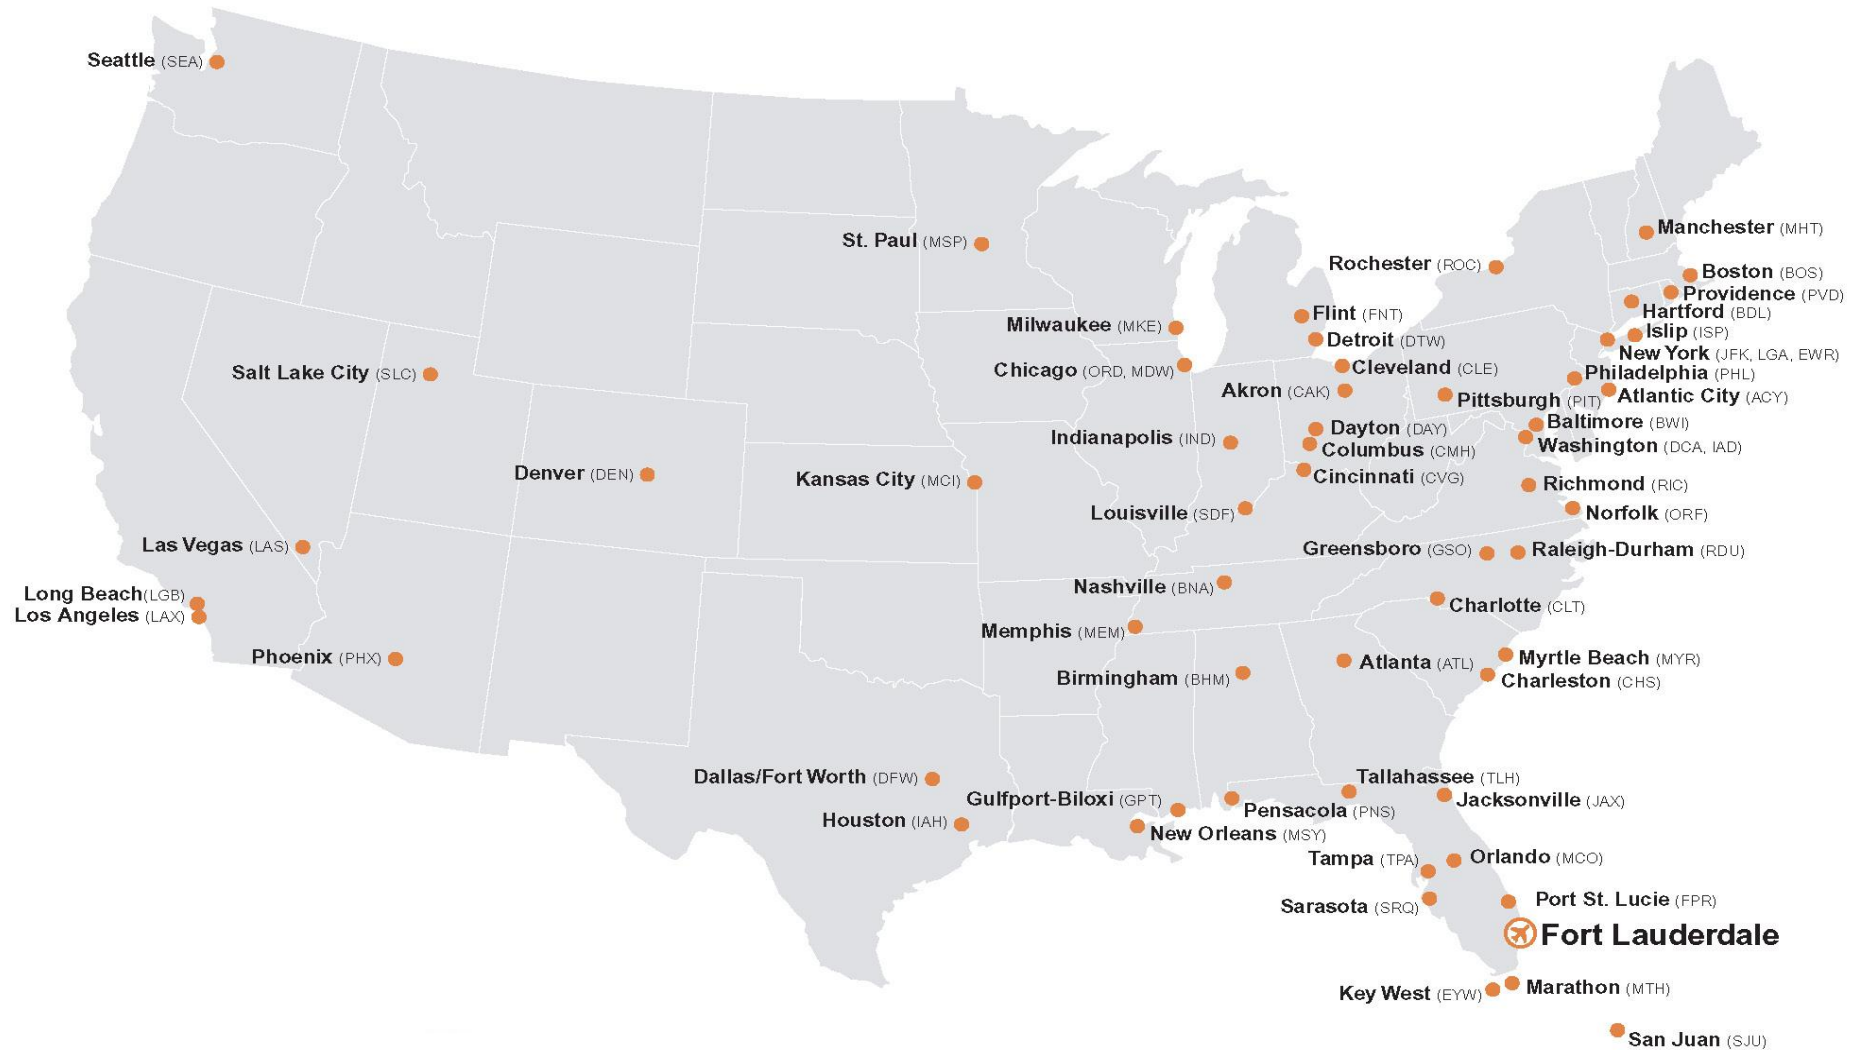 Seattle (SEA)
Manchester (MHT)
St. Paul (MSP)
Rochester (ROC)
Boston (BOS)
Providence (PVD)
Hartford (BDL)
Flint (FNT)
Milwaukee (MKE)
Islip (ISP)
Detroit (DTW)
New York (JFK, LGA, EWR)
Chicago (ORD, MDW)
Cleveland (CLE)
Salt Lake City (SLC)
Philadelphia (PHL)
Akron (CAK)
Pittsburgh (PIT)
Atlantic City (ACY)
Baltimore (BWI)
Dayton (DAY)
Indianapolis (IND)
Washington (DCA, IAD)
Columbus (CMH)
Denver (DEN)
Kansas City (MCI)
Cincinnati (CVG)
Richmond (RIC)
Louisville (SDF)
Norfolk (ORF)
Las Vegas (LAS)
Greensboro (GSO)
Raleigh-Durham (RDU)
Nashville (BNA)
Long Beach(LGB)
Charlotte (CLT)
Los Angeles (LAX)
Memphis (MEM)
Phoenix (PHX)
Atlanta (ATL)
Myrtle Beach (MYR)
Birmingham (BHM)
Charleston (CHS)
Dallas/Fort Worth (DFW)
Tallahassee (TLH)
Gulfport-Biloxi (GPT)
Jacksonville (JAX)
Pensacola (PNS)
Houston (IAH)
New Orleans (MSY)
Tampa (TPA)
Orlando (MCO)
Port St. Lucie (FPR)
Sarasota (SRQ)
Fort Lauderdale
Key West (EYW)
Marathon (MTH)
San Juan (SJU)